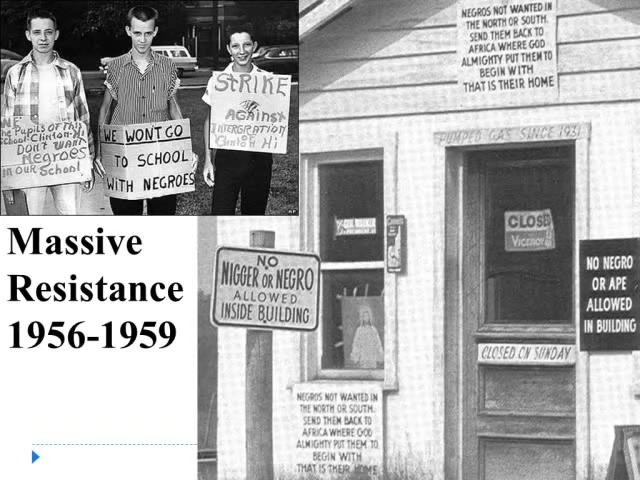 WE
The Pupils of
School Clinton Hi
DON'T WANT
Negroes
IN OUR SCHOOL
WE WONT GO
TO SCHOOL
WITH NEGROES
STRIKE
AGAINST
INTERGRATION
OF CLINTON HI
Massive
Resistance
1956-1959
NEGROS NOT WANTED IN
THE NORTH OR SOUTH.
SEND THEM BACK TO
AFRICA WHERE GOD
ALMIGHTY PUT THEM TO
BEGIN WITH
THAT IS THEIR HOME
PUMPED GAS SINCE 1931
CLOSED
NO
NIGGER OR NEGRO
ALLOWED
INSIDE BUILDING
NO NEGRO
OR APE
ALLOWED
IN BUILDING
CLOSED ON SUNDAY
NEGROS NOT WANTED IN
THE NORTH OR SOUTH.
SEND THEM BACK TO
AFRICA WHERE GOD
ALMIGHTY PUT THEM TO
BEGIN WITH
THAT IS THEIR HOME